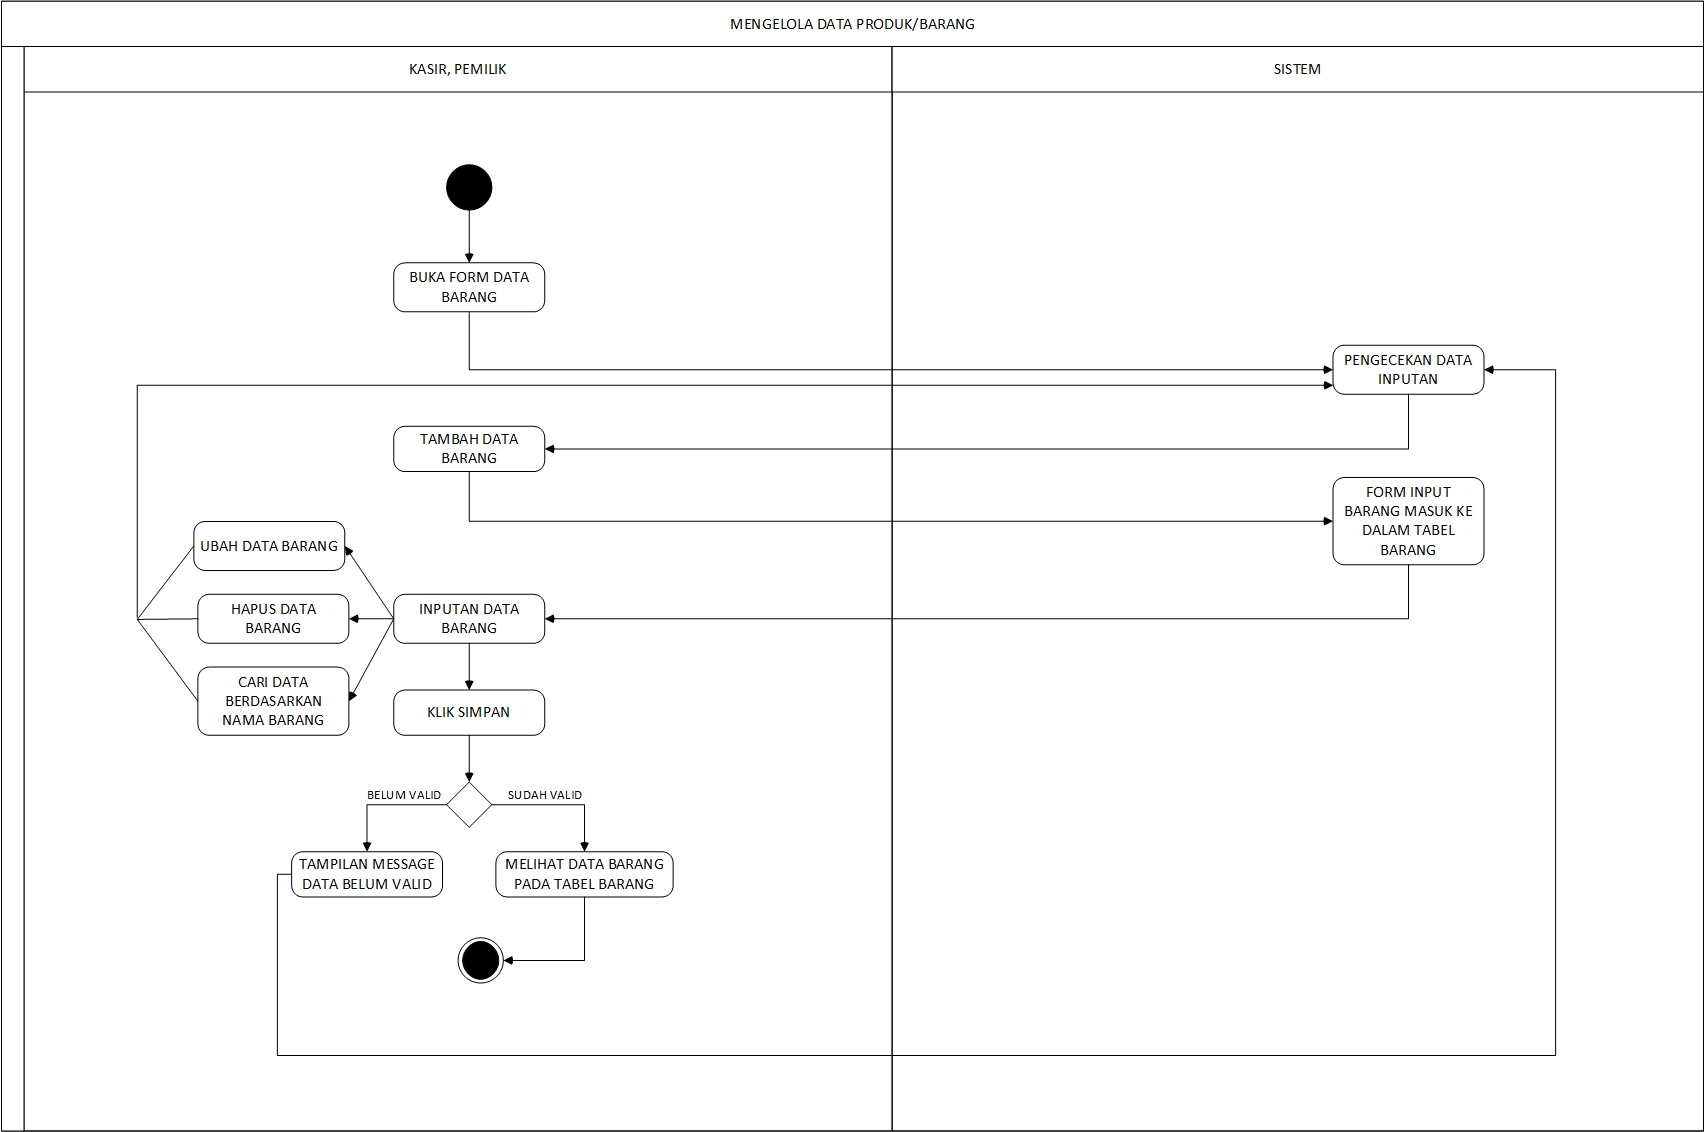 MENGELOLA DATA PRODUK/BARANG
KASIR, PEMILIK
SISTEM
BUKA FORM DATA
BARANG
PENGECEKAN DATA
INPUTAN
TAMBAH DATA
BARANG
FORM INPUT
BARANG MASUK KE
DALAM TABEL
BARANG
UBAH DATA BARANG
HAPUS DATA
BARANG
INPUTAN DATA
BARANG
CARI DATA
BERDASARKAN
NAMA BARANG
KLIK SIMPAN
BELUM VALID
SUDAH VALID
TAMPILAN MESSAGE
DATA BELUM VALID
MELIHAT DATA BARANG
PADA TABEL BARANG